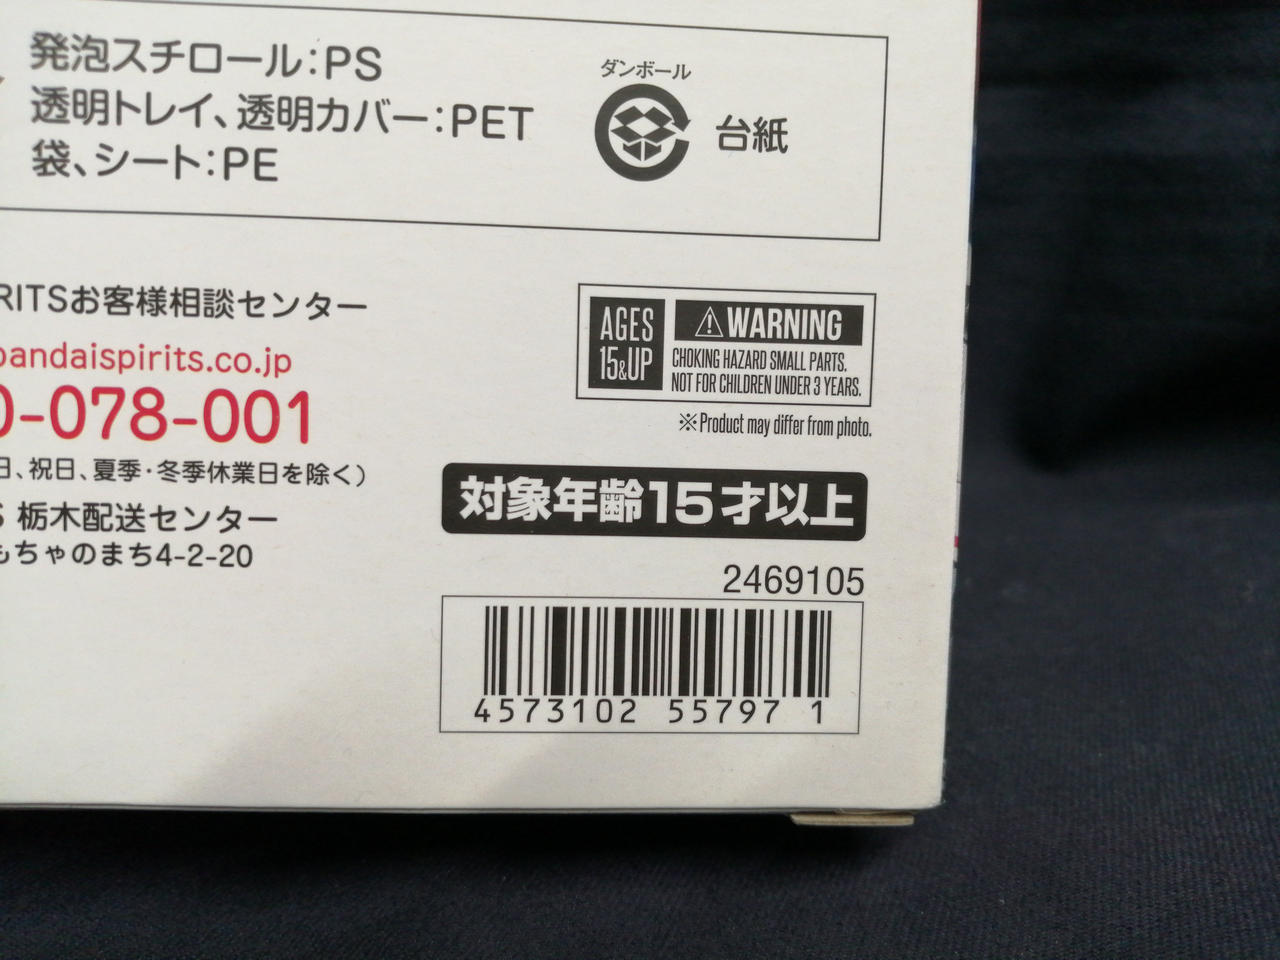 発泡スチロール:PS
透明トレイ、透明カバー:PET
袋、シート:PE
ダンボール
台紙
RITSお客様相談センター
bandaispirits.co.jp
0-078-001
日、祝日、夏季・冬季休業日を除く)
S 栃木配送センター
もちゃのまち4-2-20
AGES
15&UP
⚠WARNING
CHOKING HAZARD SMALL PARTS.
NOT FOR CHILDREN UNDER 3 YEARS.
※Product may differ from photo.
対象年齢15才以上
2469105
4573102 55797 1